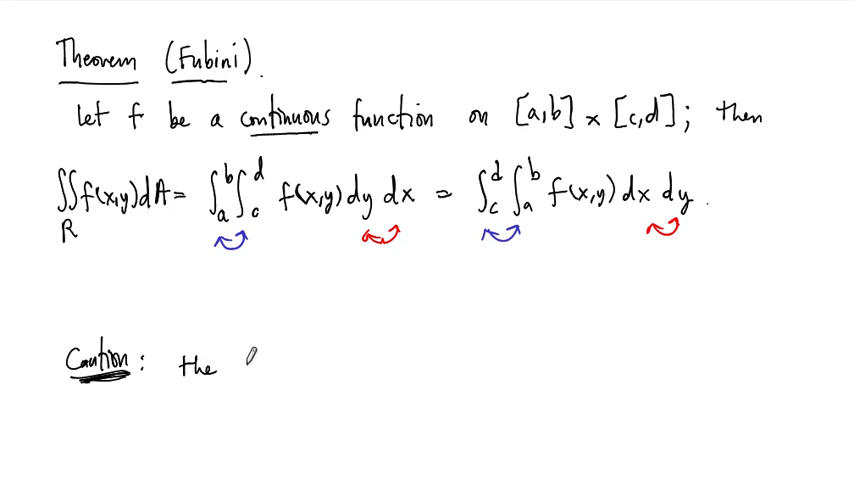 Theorem (Fubini).
Let f be a continuous function on [a,b] × [c,d]; then
∬_R f(x,y)dA = ∫_a^b ∫_c^d f(x,y) dy dx = ∫_c^d ∫_a^b f(x,y) dx dy.
Caution: the